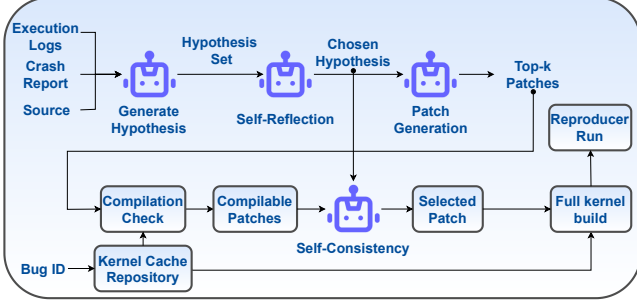 Execution
Logs
Crash
Report
Source
Generate
Hypothesis
Hypothesis
Set
Self-Reflection
Chosen
Hypothesis
Patch
Generation
Top-k
Patches
Reproducer
Run
Compilation
Check
Compilable
Patches
Self-Consistency
Selected
Patch
Full kernel
build
Bug ID
Kernel Cache
Repository